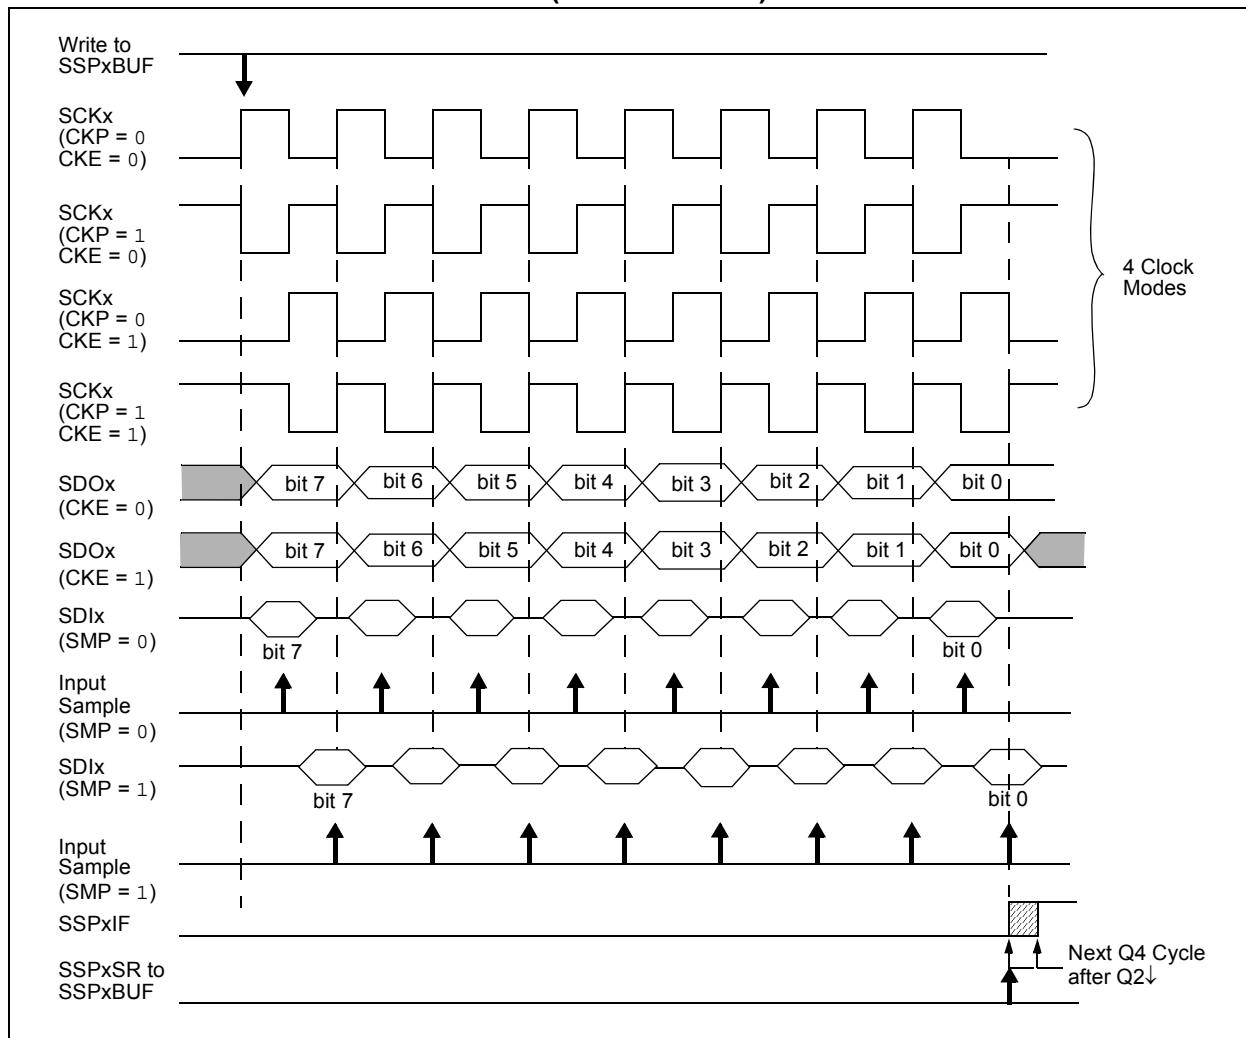 Write to
SSPxBUF
SCKx
(CKP = 0
CKE = 0)
SCKx
(CKP = 1
CKE = 0)
SCKx
(CKP = 0
CKE = 1)
SCKx
(CKP = 1
CKE = 1)
4 Clock
Modes
SDOx
(CKE = 0)
bit 7 bit 6 bit 5 bit 4 bit 3 bit 2 bit 1 bit 0
SDOx
(CKE = 1)
bit 7 bit 6 bit 5 bit 4 bit 3 bit 2 bit 1 bit 0
SDIx
(SMP = 0)
bit 7 bit 0
Input
Sample
(SMP = 0)
SDIx
(SMP = 1)
bit 7 bit 0
Input
Sample
(SMP = 1)
SSPxIF
SSPxSR to
SSPxBUF
Next Q4 Cycle
after Q2↓